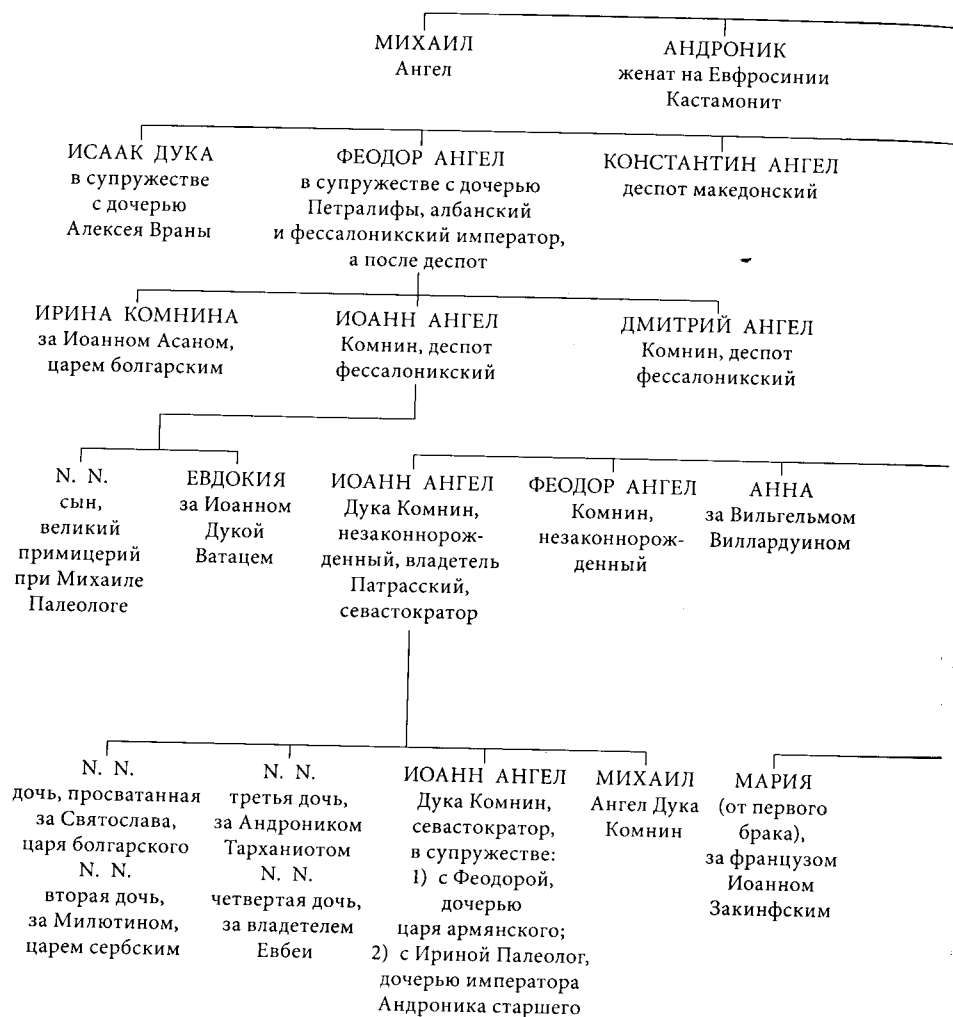 МИХАИЛ
Ангел
АНДРОНИК
женат на Евфросинии
Кастамонит
ИСААК ДУКА
в супружестве
с дочерью
Алексея Враны
ФЕОДОР АНГЕЛ
в супружестве с дочерью
Петралифы, албанский
и фессалоникский император,
а после деспот
КОНСТАНТИН АНГЕЛ
деспот македонский
ИРИНА КОМНИНА
за Иоанном Асаном,
царем болгарским
ИОАНН АНГЕЛ
Комнин, деспот
фессалоникский
ДМИТРИЙ АНГЕЛ
Комнин, деспот
фессалоникский
N. N.
сын,
великий
примицерий
при Михаиле
Палеологе
ЕВДОКИЯ
за Иоанном
Дукой
Ватацем
ИОАНН АНГЕЛ
Дука Комнин,
незаконнорож-
денный, владетель
Патрасский,
севастократор
ФЕОДОР АНГЕЛ
Комнин,
незаконнорож-
денный
АННА
за Вильгельмом
Виллардуином
N. N.
дочь, просватанная
за Святослава,
царя болгарского
N. N.
вторая дочь,
за Милютином,
царем сербским
N. N.
третья дочь,
за Андроником
Тарханиотом
N. N.
четвертая дочь,
за владетелем
Евбеи
ИОАНН АНГЕЛ
Дука Комнин,
севастократор,
в супружестве:
1) с Феодорой,
дочерью
царя армянского;
2) с Ириной Палеолог,
дочерью императора
Андроника старшего
МИХАИЛ
Ангел Дука
Комнин
МАРИЯ
(от первого
брака),
за французом
Иоанном
Закинфским